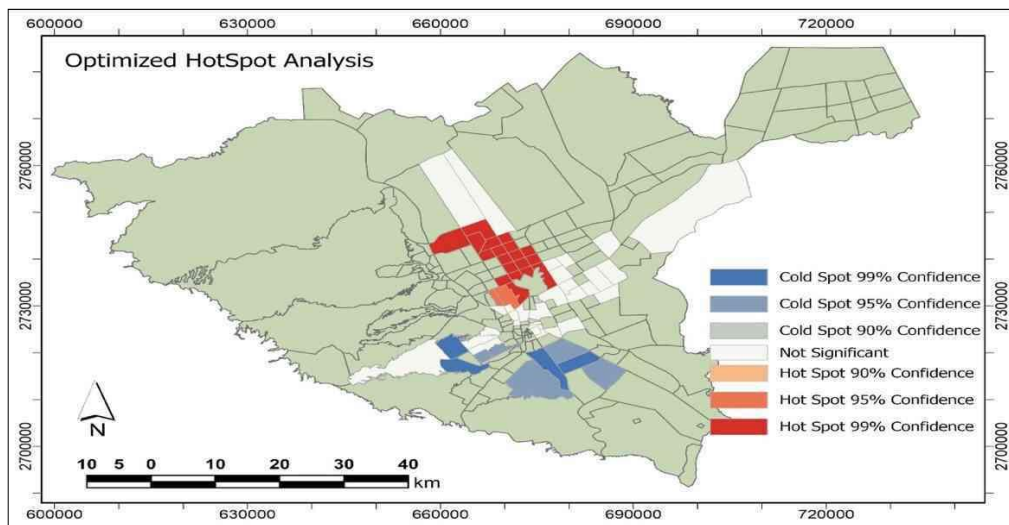 600000 630000 660000 690000 720000
Optimized HotSpot Analysis
2760000 2760000
2730000 2730000
2700000 2700000
Cold Spot 99% Confidence
Cold Spot 95% Confidence
Cold Spot 90% Confidence
Not Significant
Hot Spot 90% Confidence
Hot Spot 95% Confidence
Hot Spot 99% Confidence
N
10 5 0 10 20 30 40
km
600000 630000 660000 690000 720000